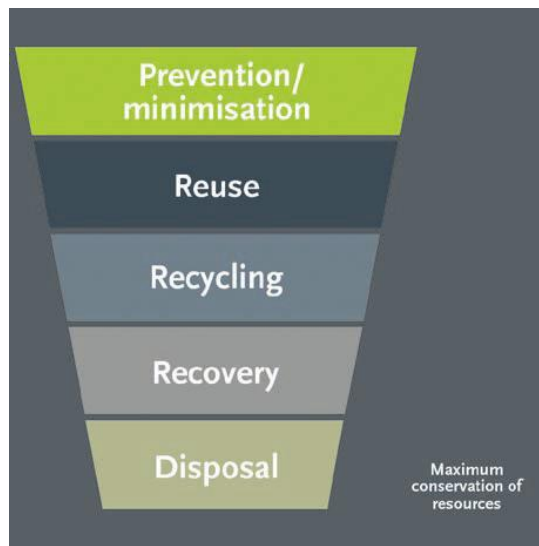 Prevention/
minimisation
Reuse
Recycling
Recovery
Disposal
Maximum
conservation of
resources